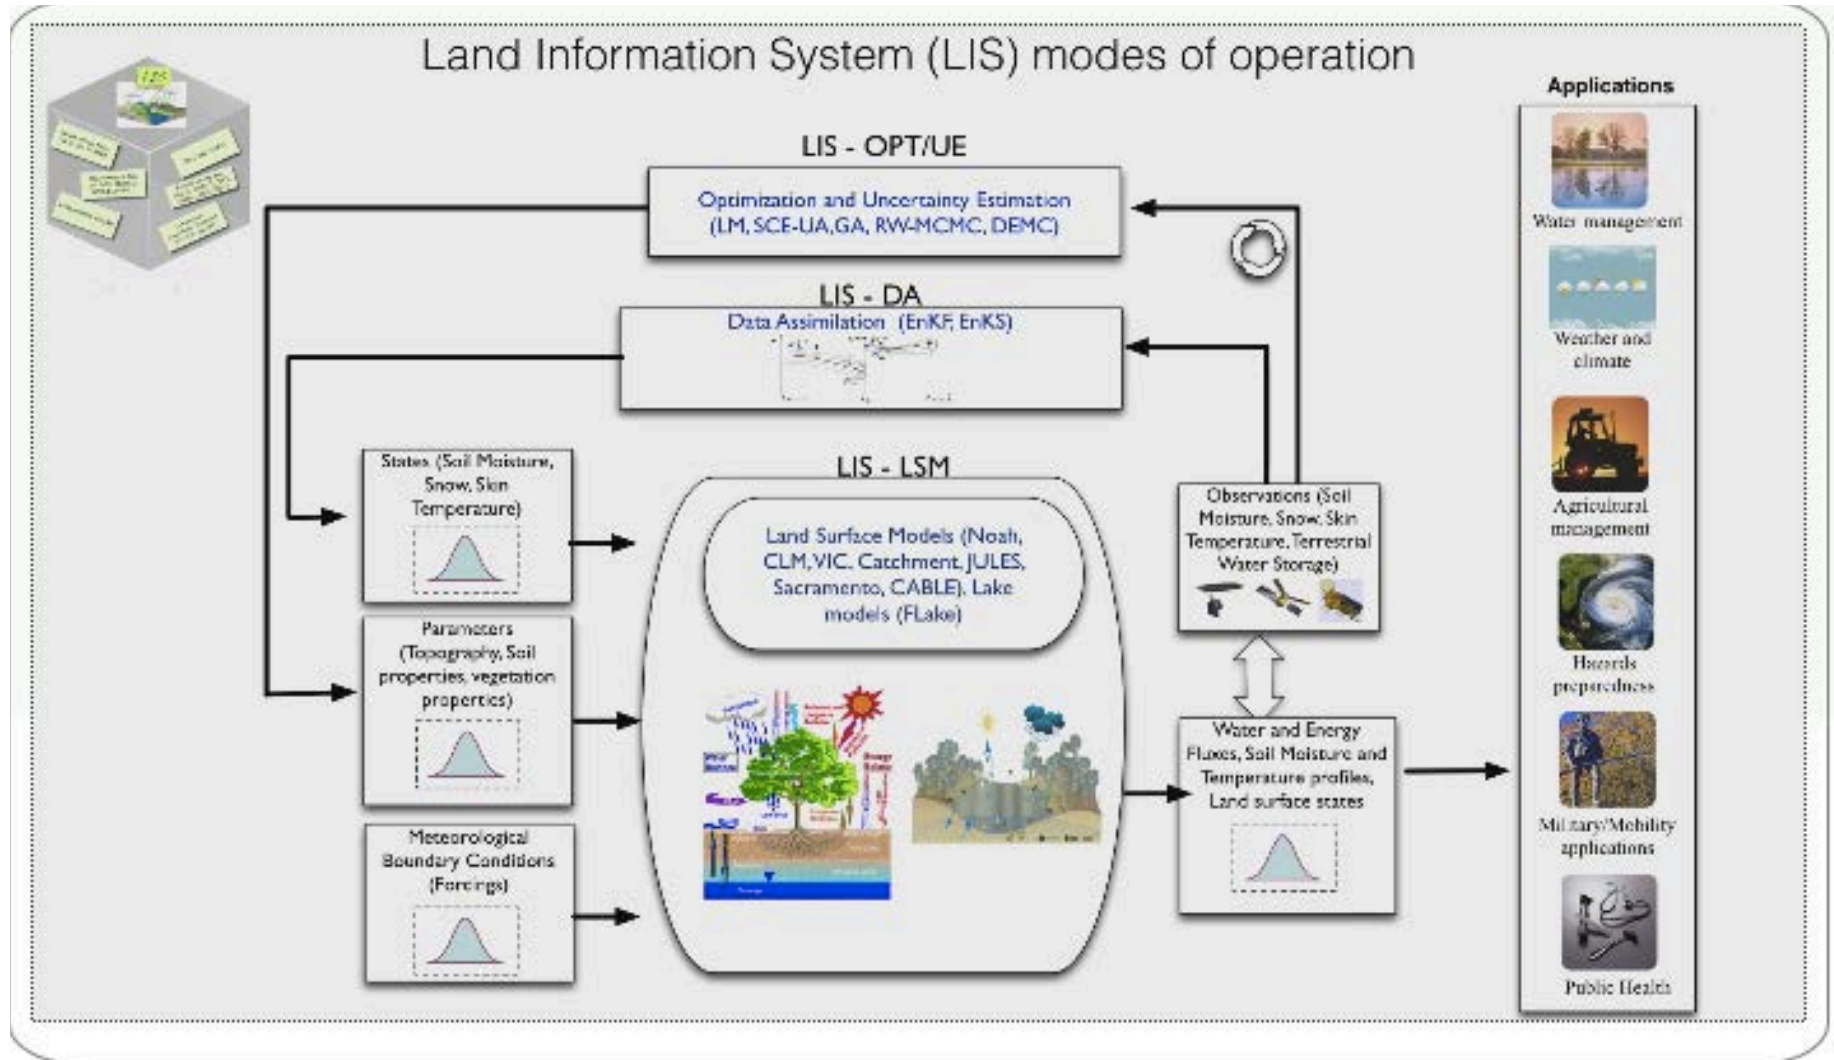 Land Information System (LIS) modes of operation
LIS
LIS - OPT/UE
Optimization and Uncertainty Estimation
(LM, SCE-UA,GA, RW-MCMC, DEMC)
LIS - DA
Data Assimilation (EnKF, EnKS)
States (Soil Moisture,
Snow, Skin
Temperature)
Parameters
(Topography, Soil
properties, vegetation
properties)
Meteorological
Boundary Conditions
(Forcings)
LIS - LSM
Land Surface Models (Noah,
CLM, VIC, Catchment, JULES,
Sacramento, CABLE), Lake
models (FLake)
Observations (Soil
Moisture, Snow, Skin
Temperature, Terrestrial
Water Storage)
Water and Energy
Fluxes, Soil Moisture and
Temperature profiles,
Land surface states
Applications
Water management
Weather and
climate
Agricultural
management
Hazards
preparedness
Military/Mobility
applications
Public Health